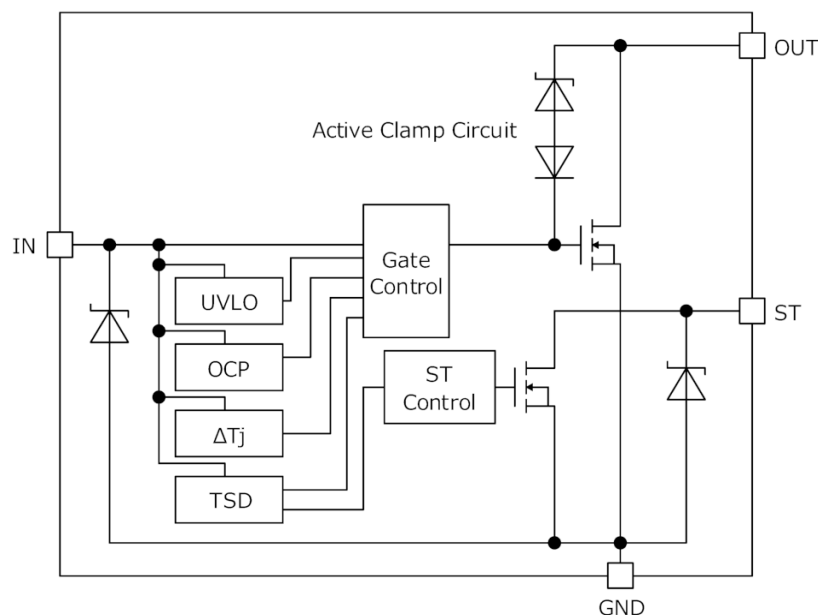 OUT
Active Clamp Circuit
IN
Gate
Control
UVLO
ST
OCP
ST
Control
ΔTj
TSD
GND